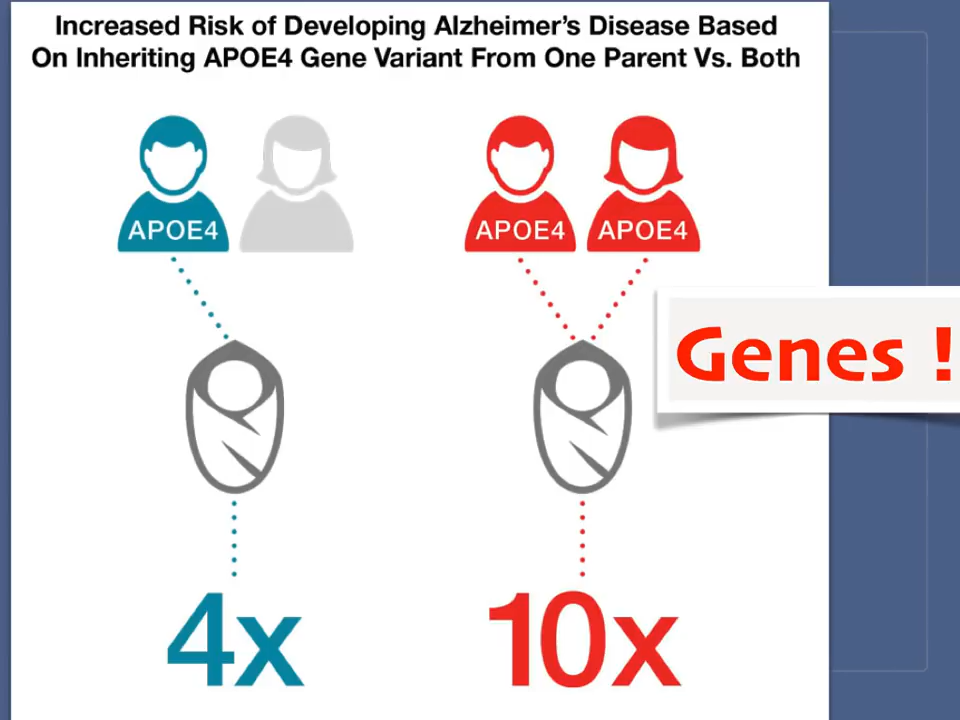 Increased Risk of Developing Alzheimer's Disease Based
On Inheriting APOE4 Gene Variant From One Parent Vs. Both
APOE4
APOE4
APOE4
Genes !
4x
10x